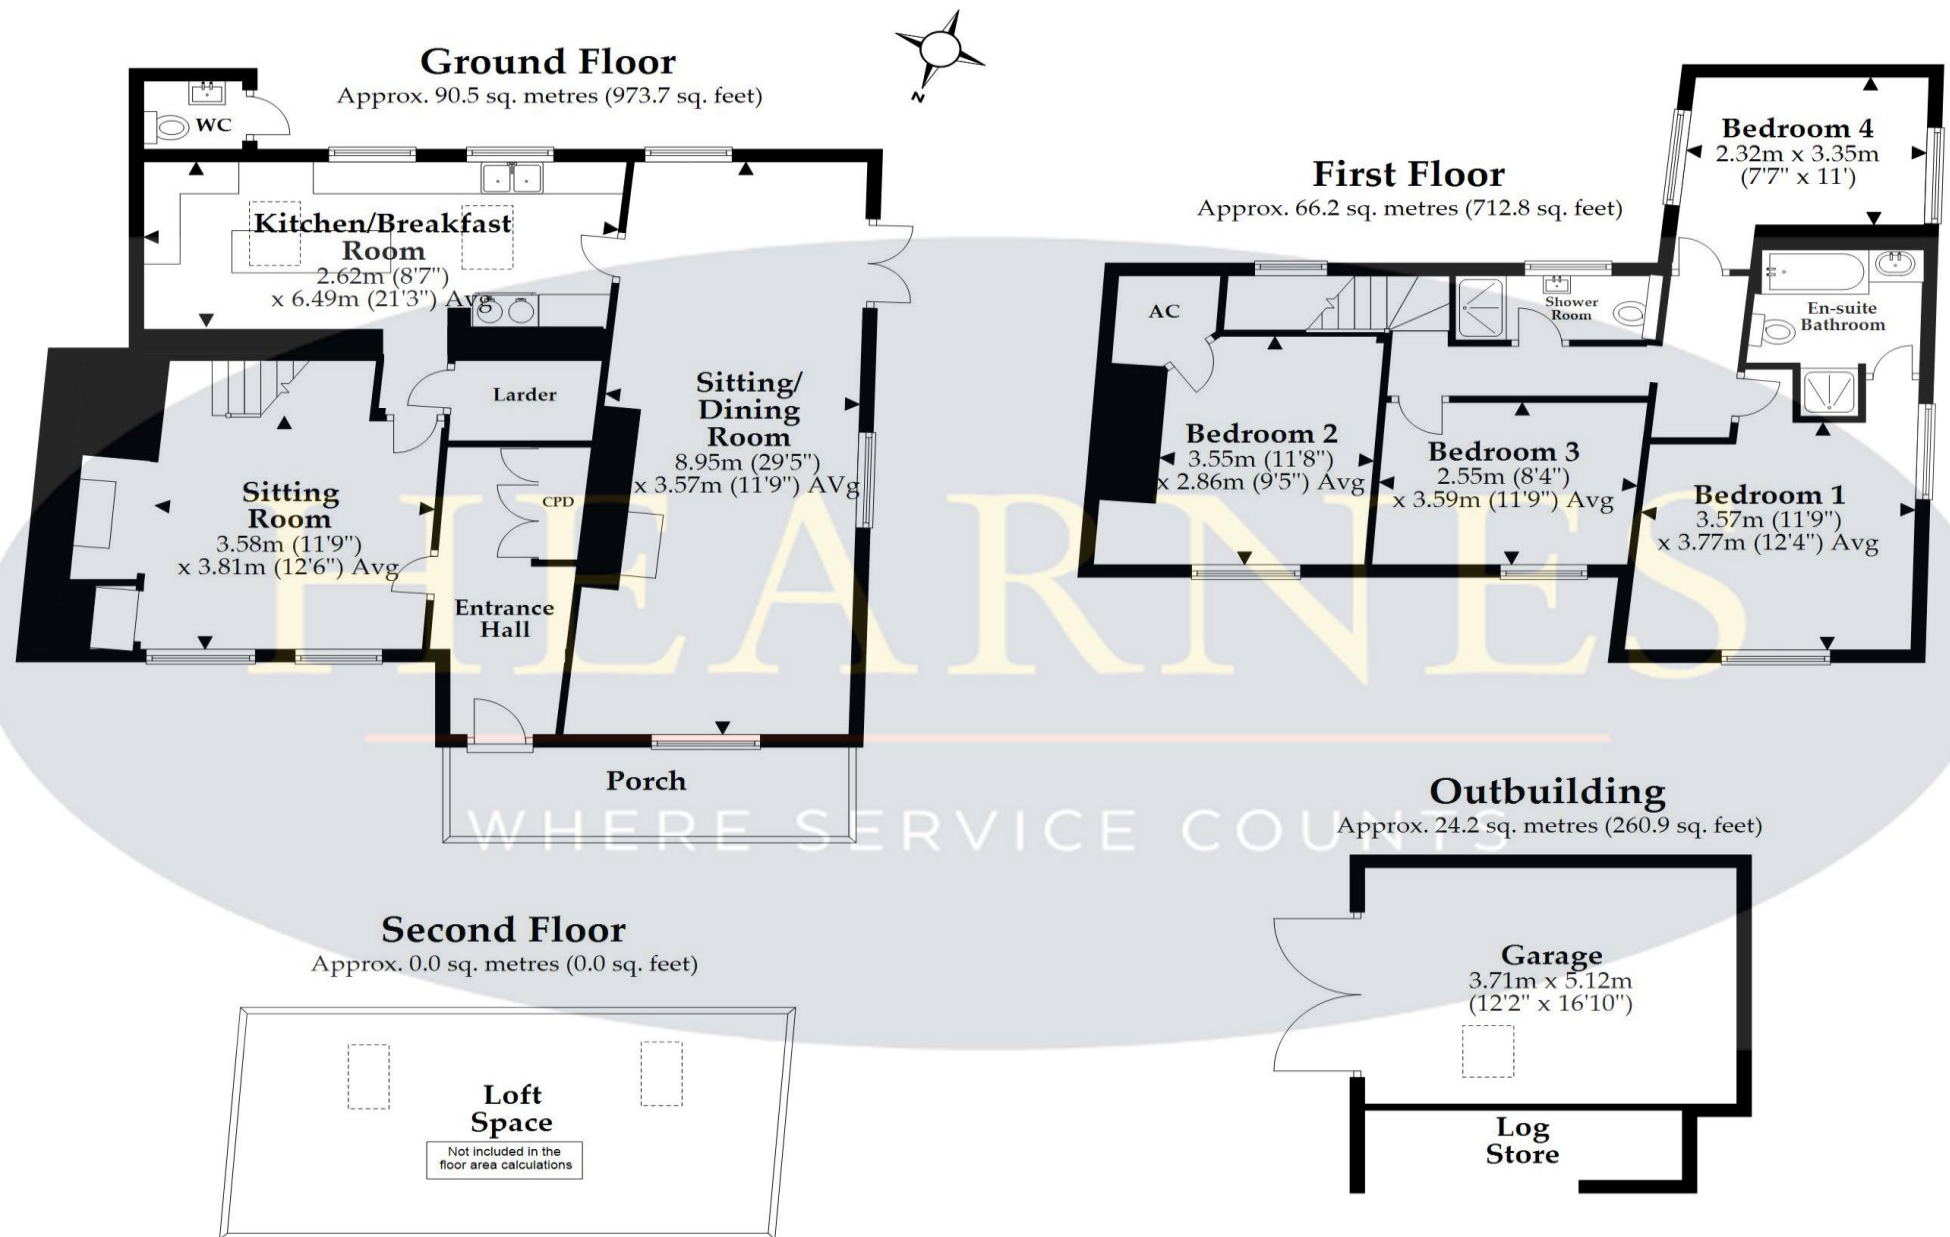 Ground Floor
Approx. 90.5 sq. metres (973.7 sq. feet)
N
WC
Kitchen/Breakfast
Room
2.62m (8'7")
x 6.49m (21'3") Avg
Larder
Sitting/
Dining
Room
8.95m (29'5")
x 3.57m (11'9") AVg
Sitting
Room
3.58m (11'9")
x 3.81m (12'6") Avg
CPD
Entrance
Hall
Porch
First Floor
Approx. 66.2 sq. metres (712.8 sq. feet)
Bedroom 4
2.32m x 3.35m
(7'7" x 11')
AC
Shower
Room
En-suite
Bathroom
Bedroom 2
3.55m (11'8")
x 2.86m (9'5") Avg
Bedroom 3
2.55m (8'4")
x 3.59m (11'9") Avg
Bedroom 1
3.57m (11'9")
x 3.77m (12'4") Avg
HEARNES
WHERE SERVICE COUNTS
Second Floor
Approx. 0.0 sq. metres (0.0 sq. feet)
Loft
Space
Not included in the
floor area calculations
Outbuilding
Approx. 24.2 sq. metres (260.9 sq. feet)
Garage
3.71m x 5.12m
(12'2" x 16'10")
Log
Store